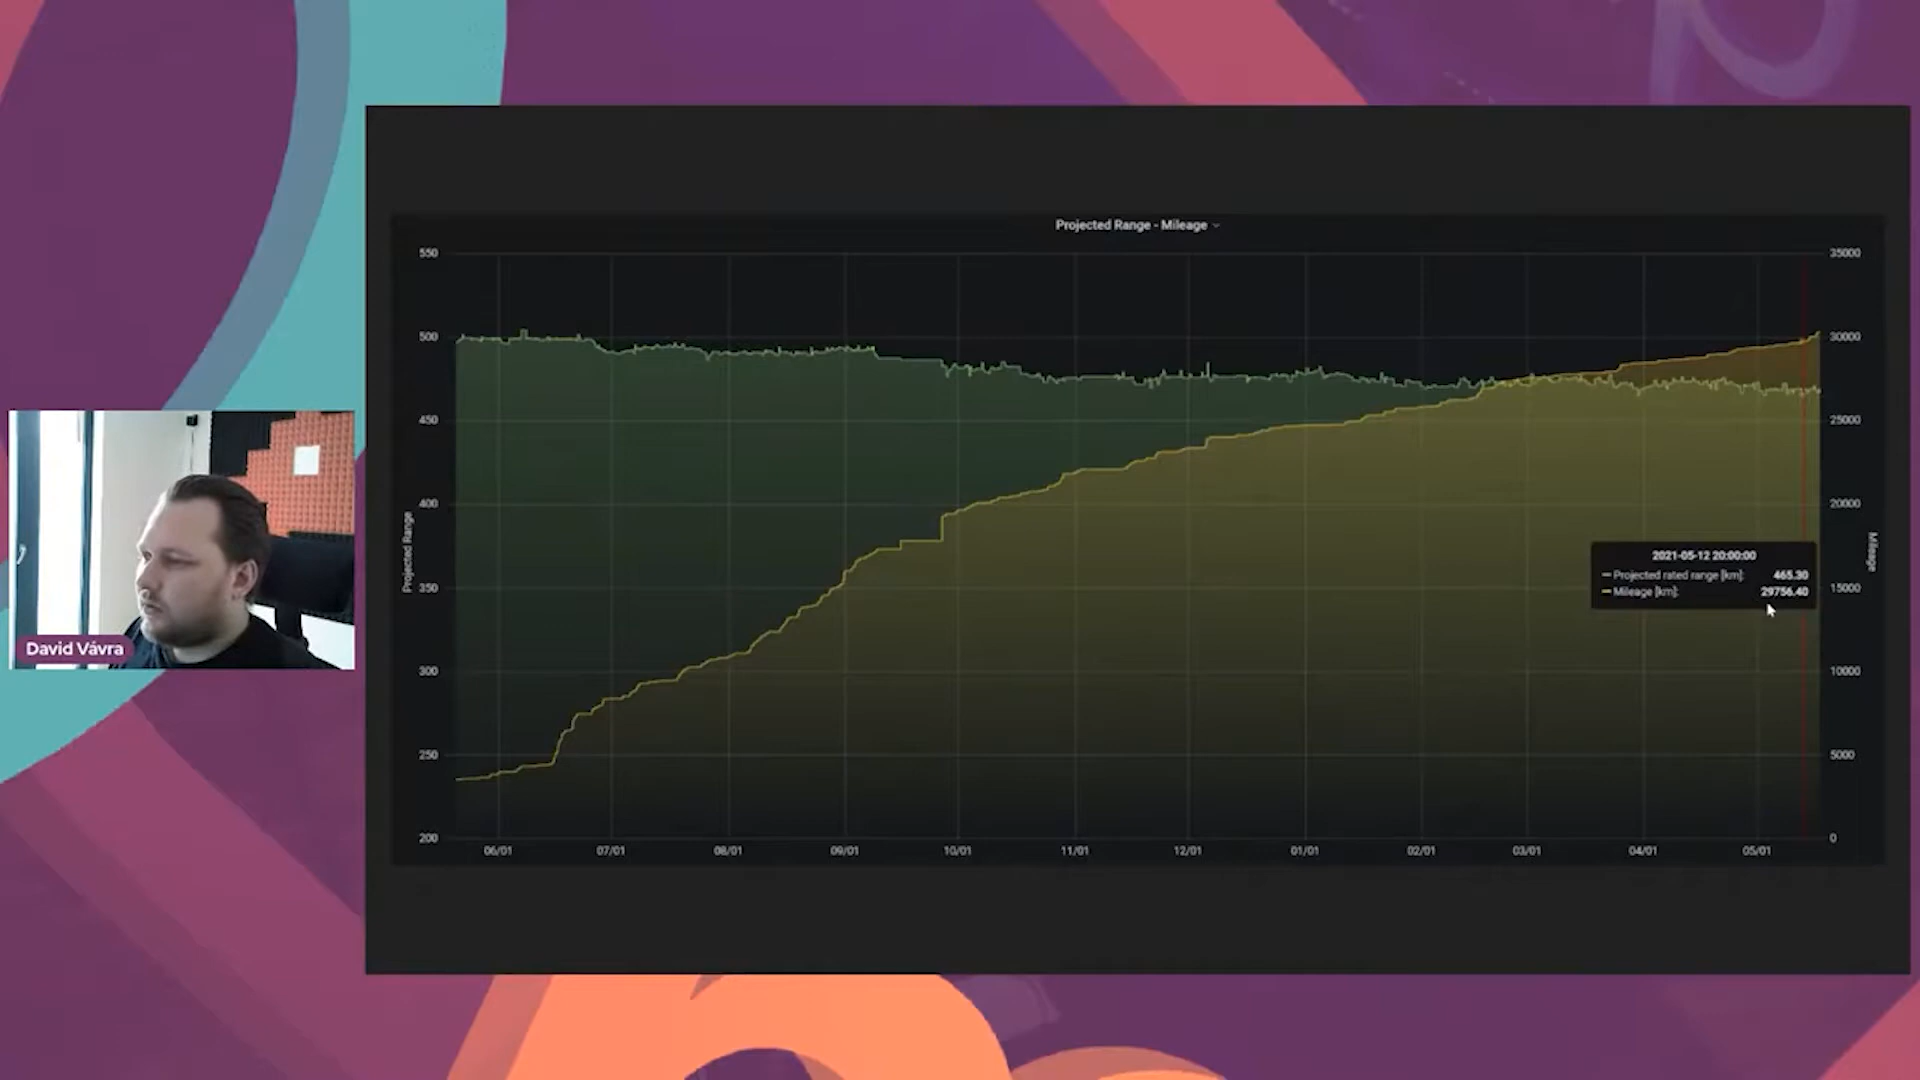 Projected Range - Mileage
550
500
450
400
350
300
250
200
Projected Range
35000
30000
25000
20000
15000
10000
5000
0
Mileage
2021-05-12 20:00:00
Projected rated range [km]: 465.30
Mileage [km]: 29756.40
06/01 07/01 08/01 09/01 10/01 11/01 12/01 01/01 02/01 03/01 04/01 05/01
David Vávra